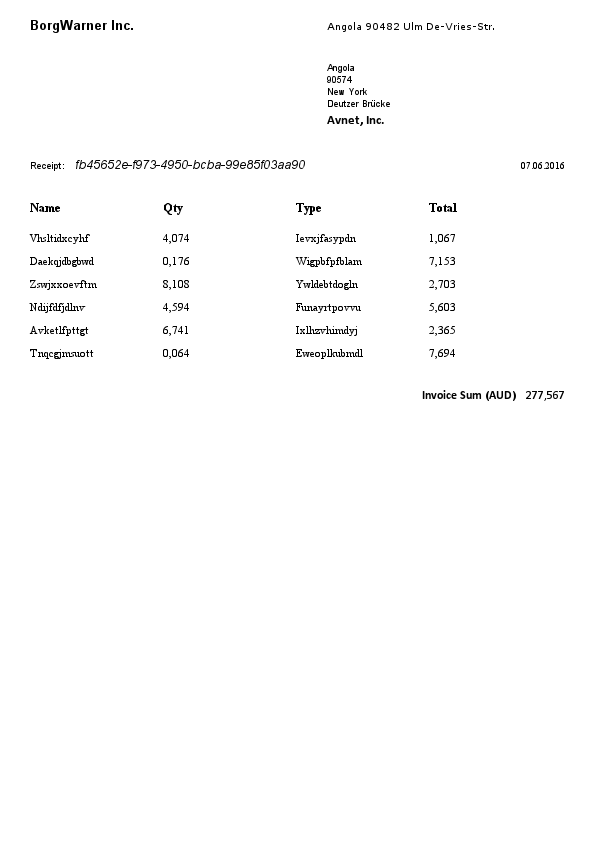 BorgWarner Inc. Angola 90482 Ulm De-Vries-Str.
Angola
90574
New York
Deutzer Brücke
Avnet, Inc.
Receipt: fb45652e-f973-4950-bcba-99e85f03aa90 07.06.2016
Name Qty Type Total
Vhsltidxcyhf 4,074 Ievxjfasypdn 1,067
Daekqjdbgbwd 0,176 Wigpbfpfblam 7,153
Zswjxxoevftm 8,108 Ywldebtdogln 2,703
Ndijfdfjdlnv 4,594 Funayrtpovvu 5,603
Avketlfpttgt 6,741 Ixlhzvhimdyj 2,365
Tnqcgjmsuott 0,064 Eweoplkubmdl 7,694
Invoice Sum (AUD) 277,567